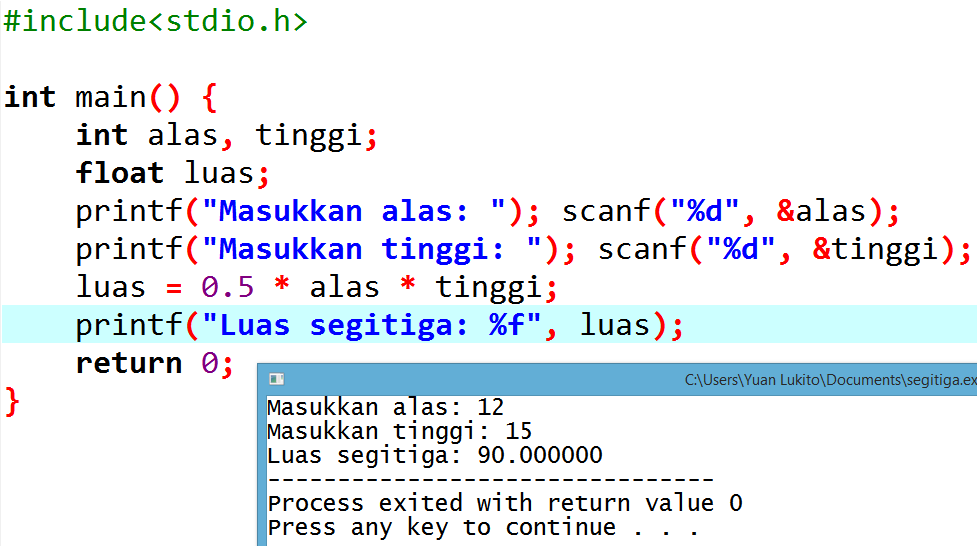 #include<stdio.h>
int main() {
int alas, tinggi;
float luas;
printf("Masukkan alas: "); scanf("%d", &alas);
printf("Masukkan tinggi: "); scanf("%d", &tinggi);
luas = 0.5 * alas * tinggi;
printf("Luas segitiga: %f", luas);
return 0;
}
C:\Users\Yuan Lukito\Documents\segitiga.ex
Masukkan alas: 12
Masukkan tinggi: 15
Luas segitiga: 90.000000
--------------------------------
Process exited with return value 0
Press any key to continue . . .